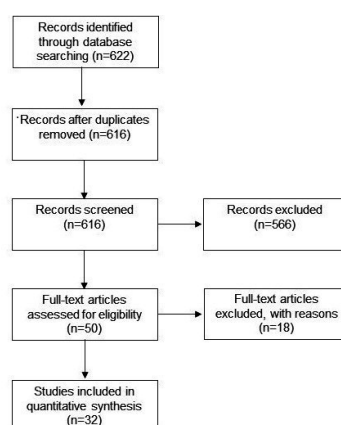 Records identified
through database
searching (n=622)
Records after duplicates
removed (n=616)
Records screened
(n=616)
Records excluded
(n=566)
Full-text articles
assessed for eligibility
(n=50)
Full-text articles
excluded, with reasons
(n=18)
Studies included in
quantitative synthesis
(n=32)